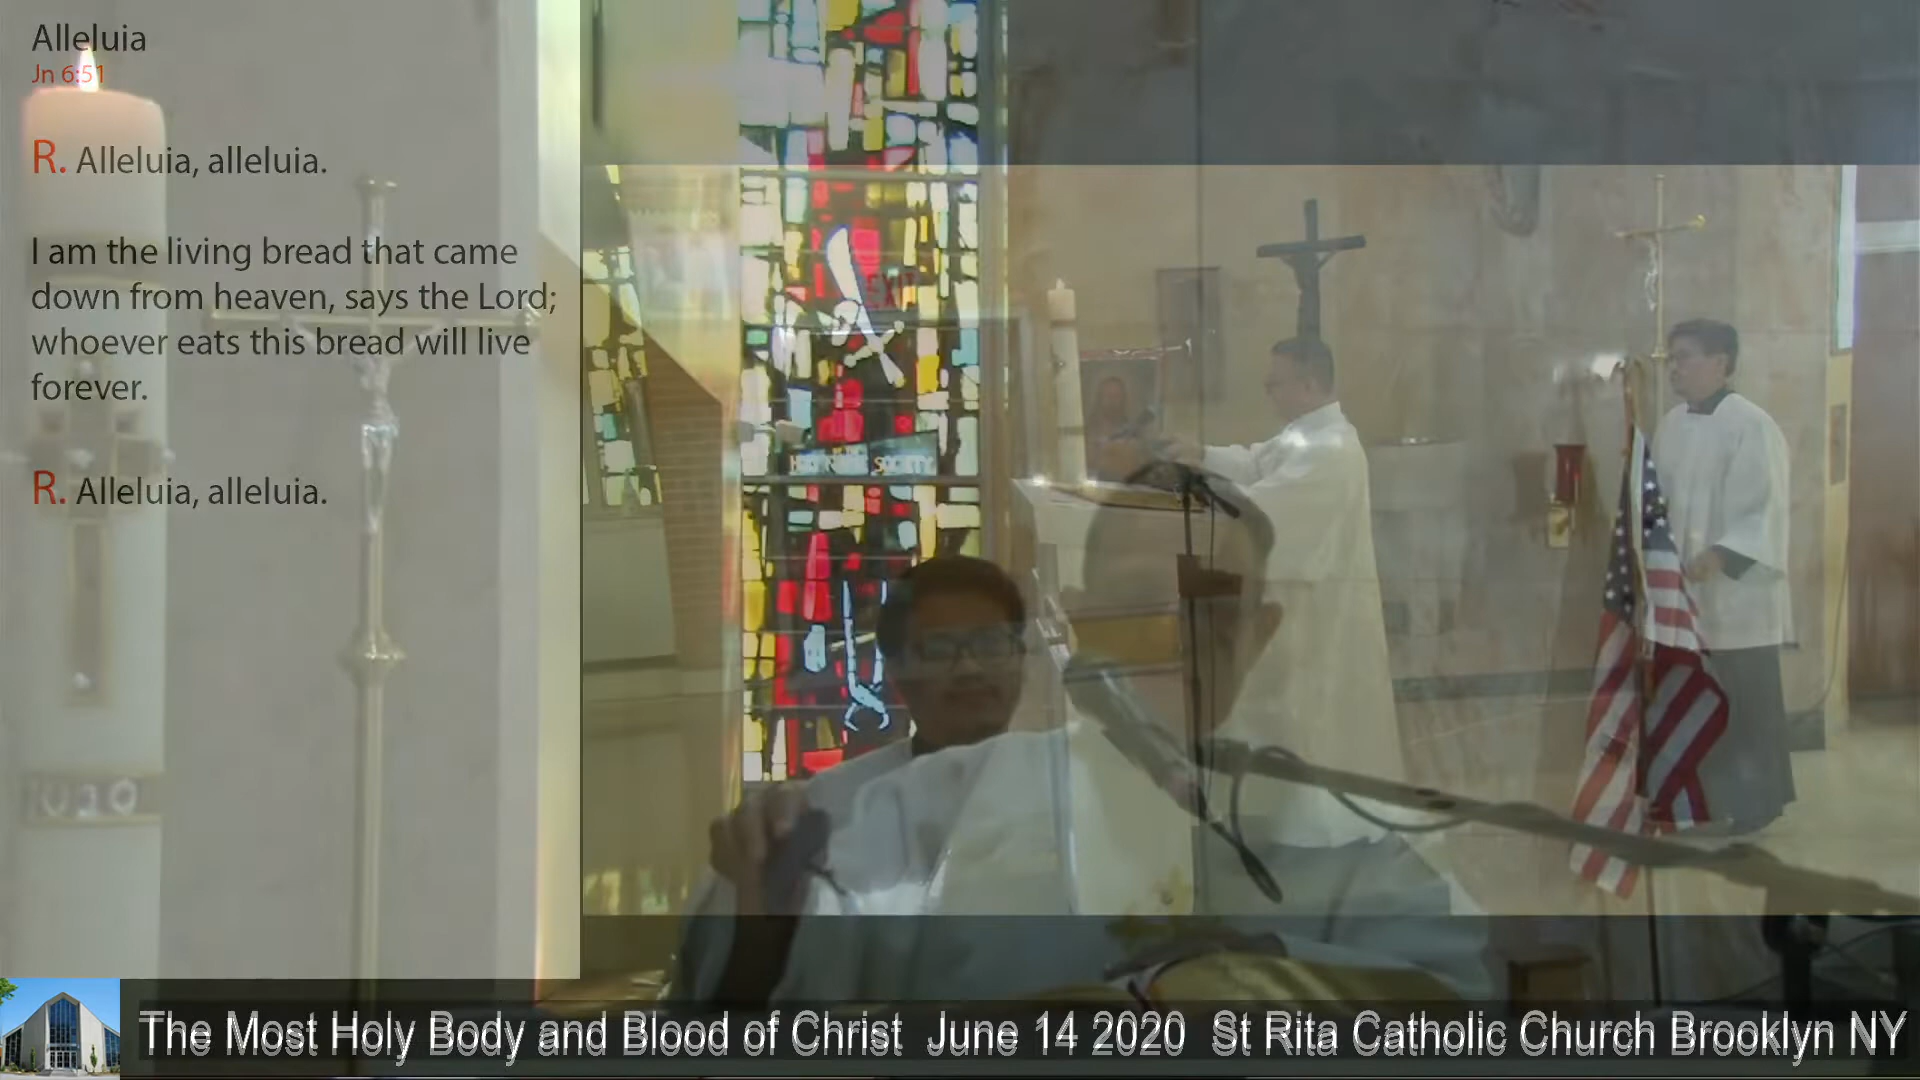 Alleluia
Jn 6:51
R. Alleluia, alleluia.
I am the living bread that came
down from heaven, says the Lord;
whoever eats this bread will live
forever.
R. Alleluia, alleluia.
EXIT
SOCIETY
The Most Holy Body and Blood of Christ June 14 2020 St Rita Catholic Church Brooklyn NY